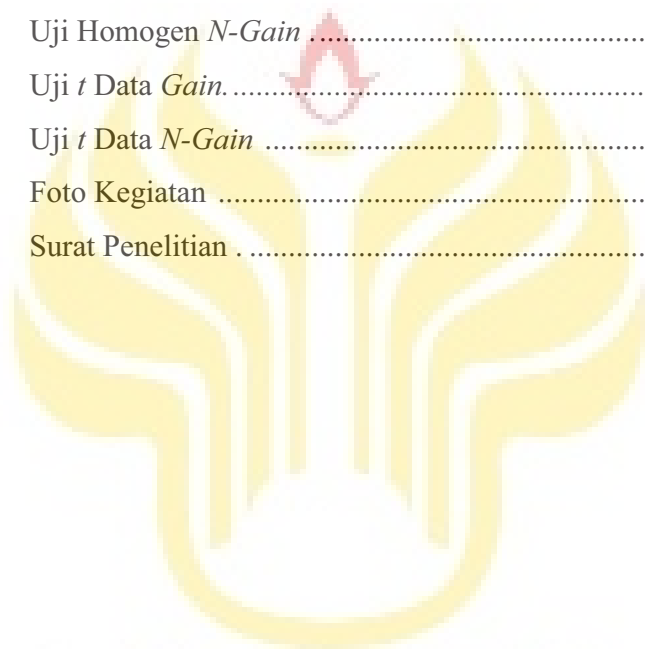 Uji Homogen N-Gain ............................................
Uji t Data Gain. ......................................................
Uji t Data N-Gain ..................................................
Foto Kegiatan ........................................................
Surat Penelitian . ....................................................